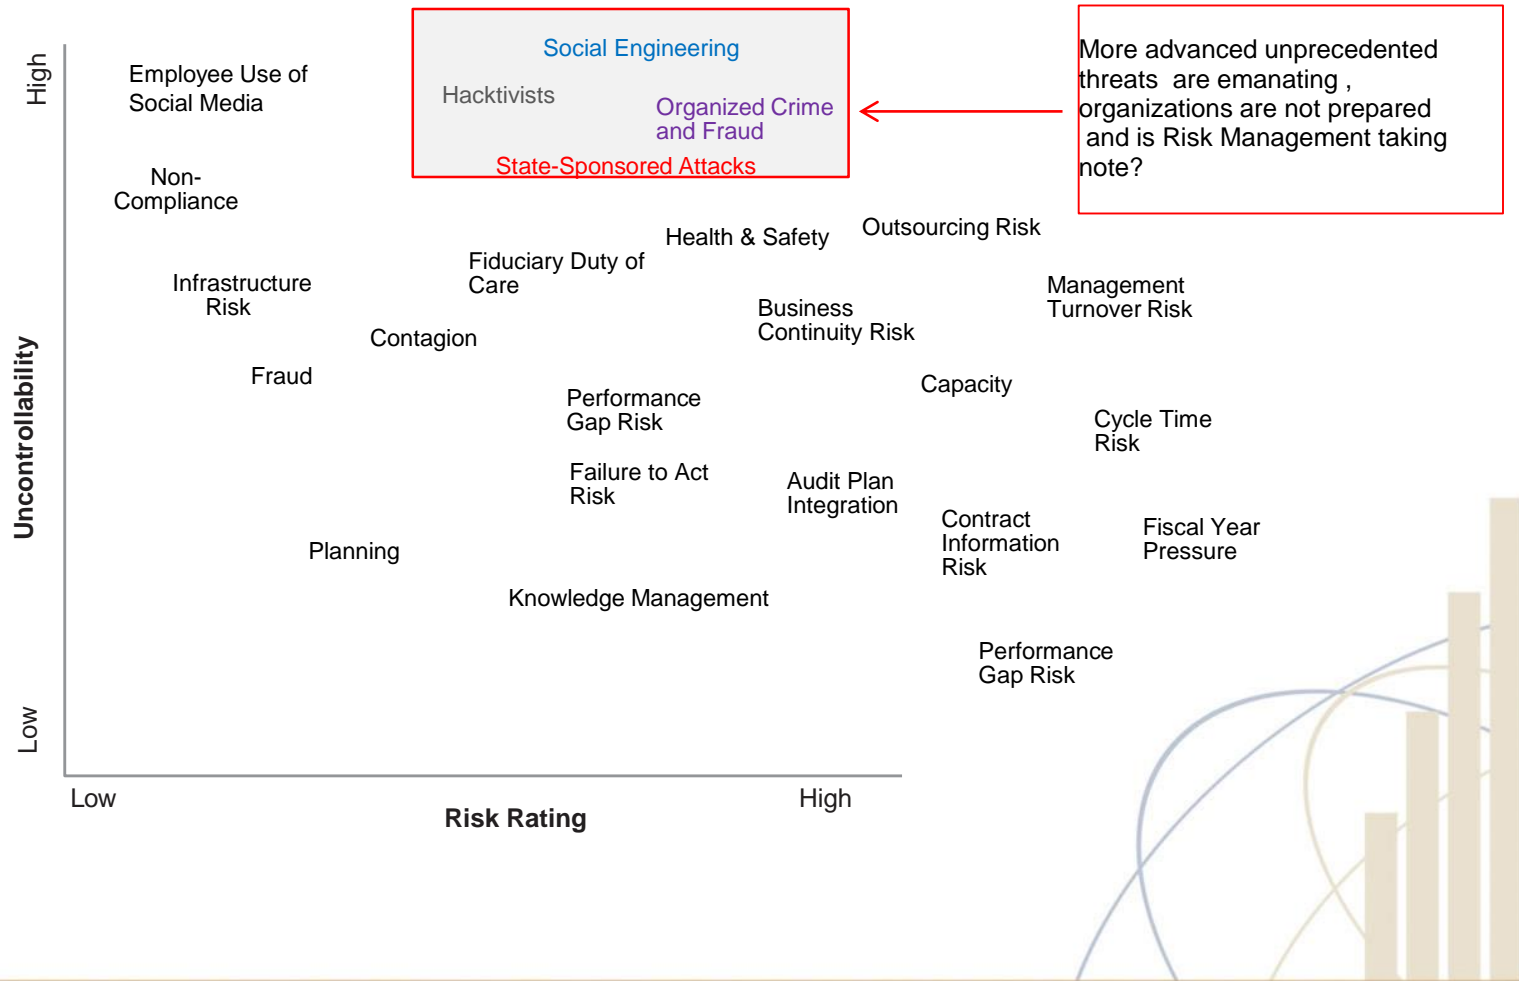 High
Employee Use of
Social Media
Social Engineering
Hacktivists
Organized Crime
and Fraud
State-Sponsored Attacks
More advanced unprecedented
threats  are emanating ,
organizations are not prepared
 and is Risk Management taking
note?
Non-
Compliance
Health & Safety
Outsourcing Risk
Fiduciary Duty of
Care
Infrastructure
Risk
Management
Turnover Risk
Business
Continuity Risk
Contagion
Fraud
Capacity
Performance
Gap Risk
Cycle Time
Risk
Uncontrollability
Failure to Act
Risk
Audit Plan
Integration
Contract
Information
Risk
Fiscal Year
Pressure
Planning
Knowledge Management
Performance
Gap Risk
Low
Low
High
Risk Rating